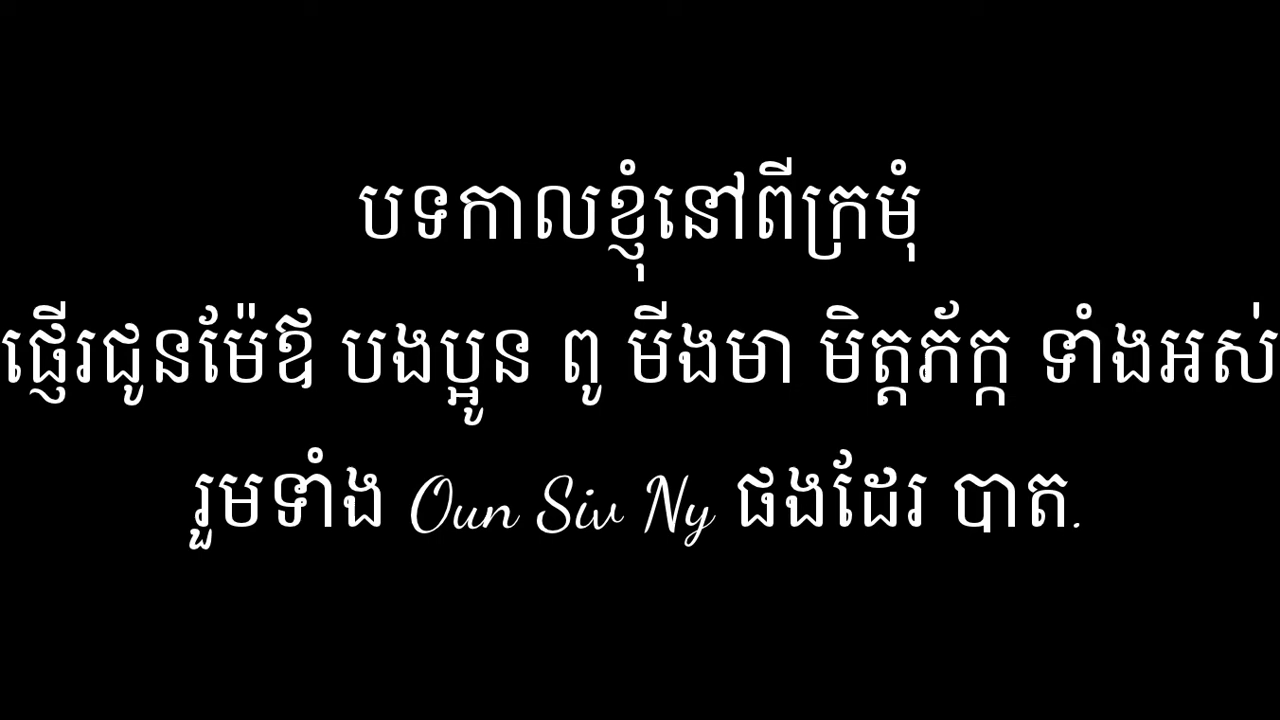 បទកាលខ្ញុំនៅពីក្រមុំ
ផ្ញើរជូនម៉ែឪ បងប្អូន ពូ មីងមា មិត្តភ័ក្ក ទាំងអស់
រួមទាំង Oun Siv Ny ផងដែរ បាត.